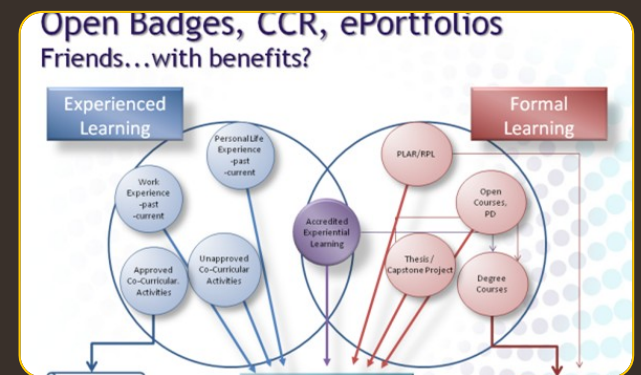 Open Badges, CCR, ePortfolios
Friends...with benefits?
Experienced
Learning
Formal
Learning
Personal Life
Experience
-past
-current
PLAR/RPL
Work
Experience
-past
-current
Open
Courses,
PD
Accredited
Experiential
Learning
Approved
Co-Curricular.
Activities
Unapproved
Co-Curricular
Activities
Thesis /
Capstone Project
Degree
Courses